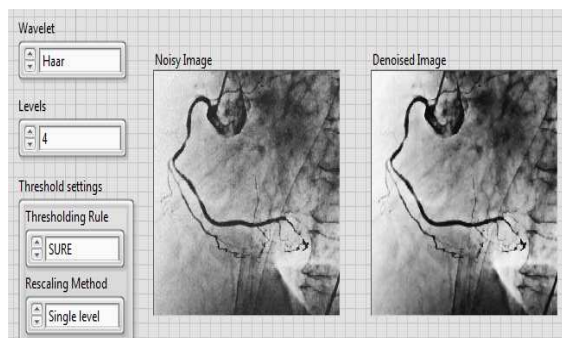 Wavelet
Haar
Levels
4
Threshold settings
Thresholding Rule
SURE
Rescaling Method
Single level
Noisy Image
Denoised Image